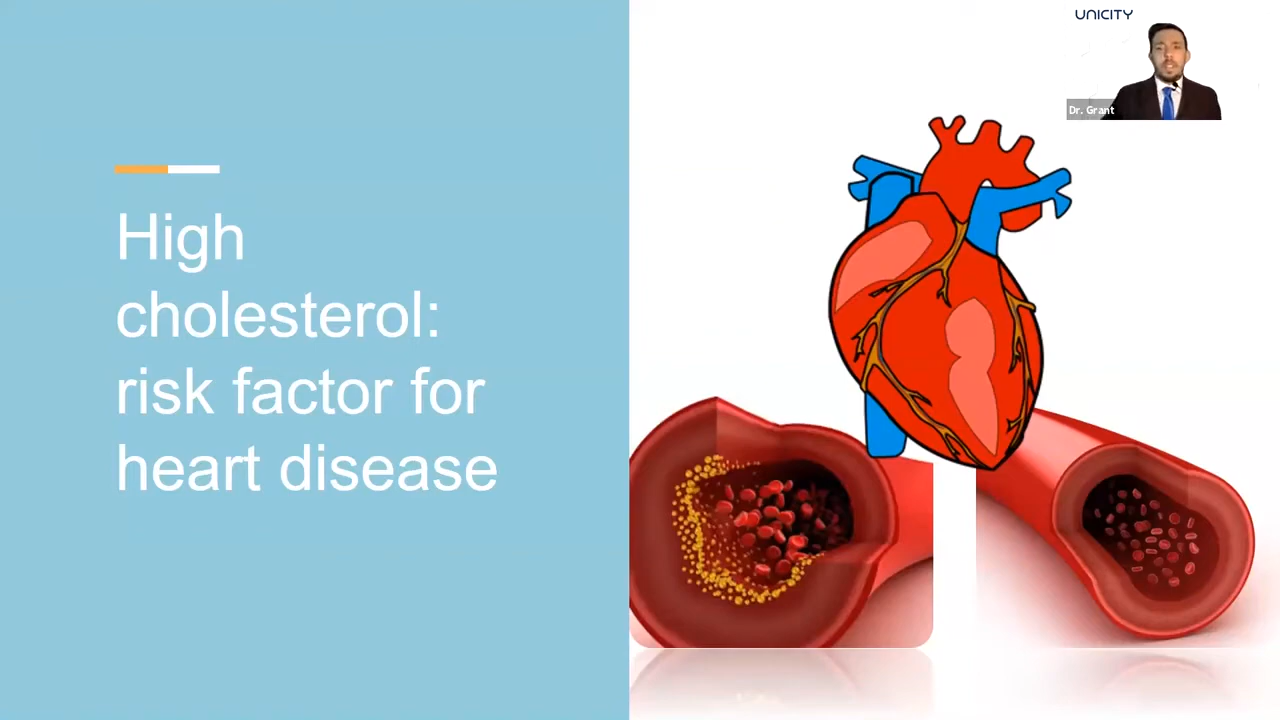 UNICITY
Dr. Grant
High
cholesterol:
risk factor for
heart disease